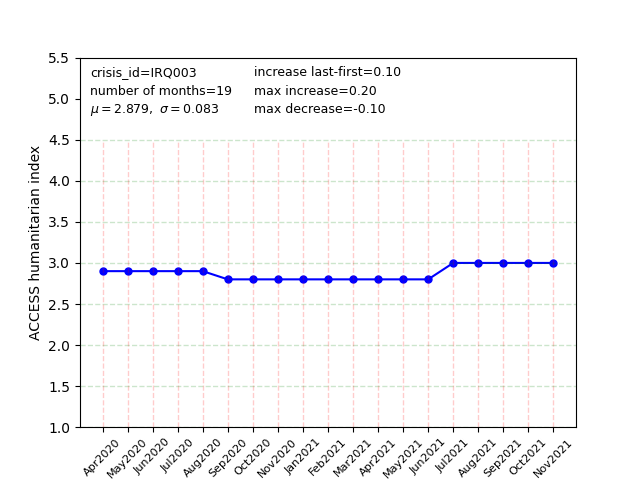 crisis_id=IRQ003
number of months=19
μ = 2.879, σ = 0.083
increase last-first=0.10
max increase=0.20
max decrease=-0.10
ACCESS humanitarian index
5.5
5.0
4.5
4.0
3.5
3.0
2.5
2.0
1.5
1.0
Apr2020
May2020
Jun2020
Jul2020
Aug2020
Sep2020
Oct2020
Nov2020
Jan2021
Feb2021
Mar2021
Apr2021
May2021
Jun2021
Jul2021
Aug2021
Sep2021
Oct2021
Nov2021